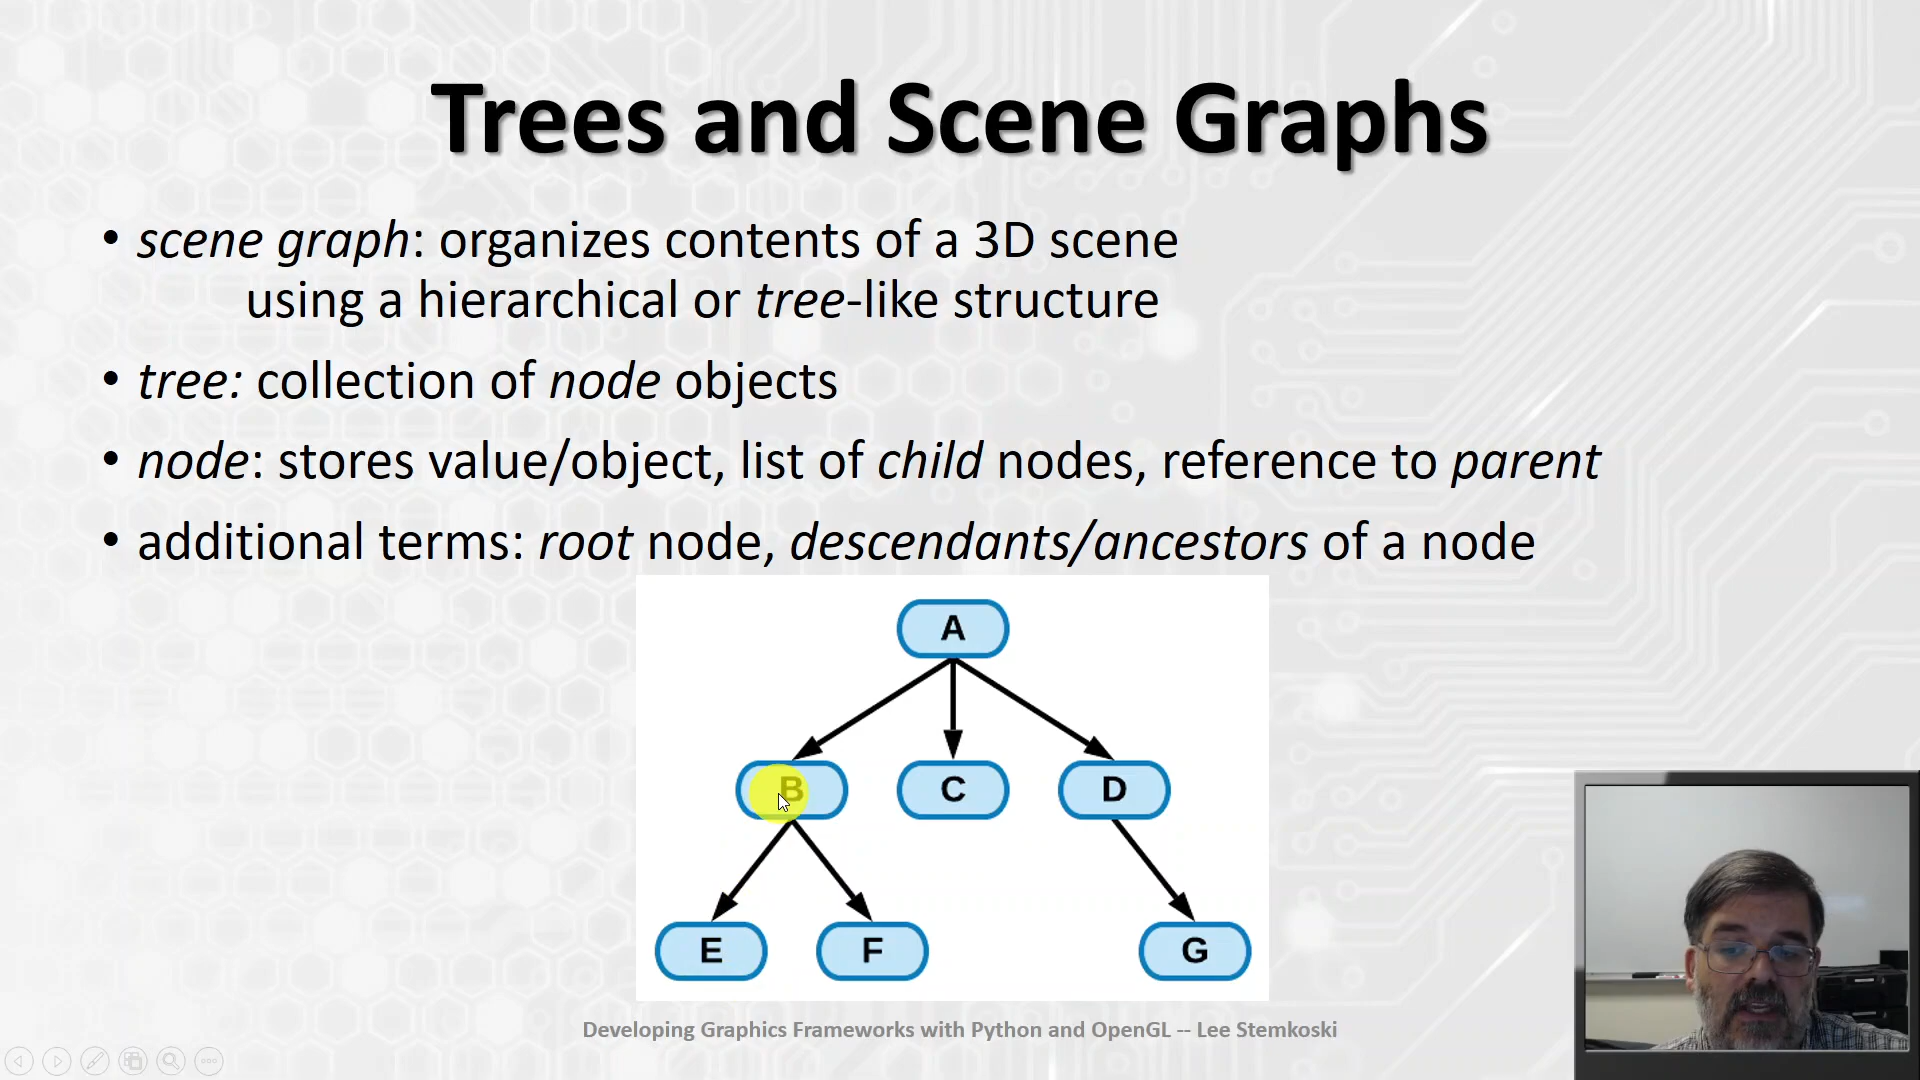 Trees and Scene Graphs
• scene graph: organizes contents of a 3D scene
using a hierarchical or tree-like structure
• tree: collection of node objects
• node: stores value/object, list of child nodes, reference to parent
• additional terms: root node, descendants/ancestors of a node
A
B C D
E F G
Developing Graphics Frameworks with Python and OpenGL -- Lee Stemkoski